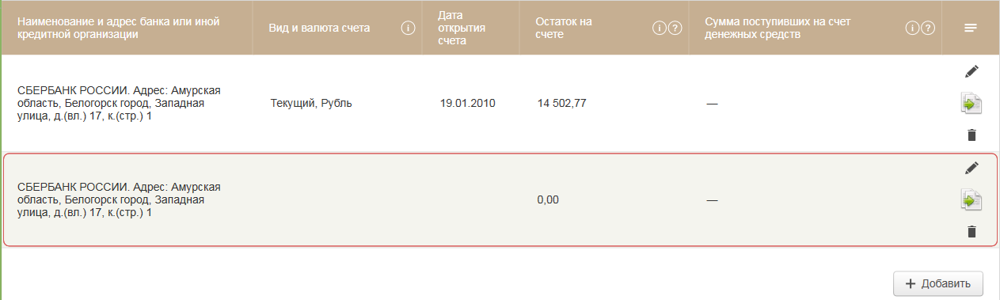 Наименование и адрес банка или иной
кредитной организации
Вид и валюта счета
Дата
открытия
счета
Остаток на
счете
Сумма поступивших на счет
денежных средств
СБЕРБАНК РОССИИ. Адрес: Амурская
область, Белогорск город, Западная
улица, д.(вл.) 17, к.(стр.) 1
Текущий, Рубль
19.01.2010
14 502,77
—
СБЕРБАНК РОССИИ. Адрес: Амурская
область, Белогорск город, Западная
улица, д.(вл.) 17, к.(стр.) 1
0,00
—
+ Добавить